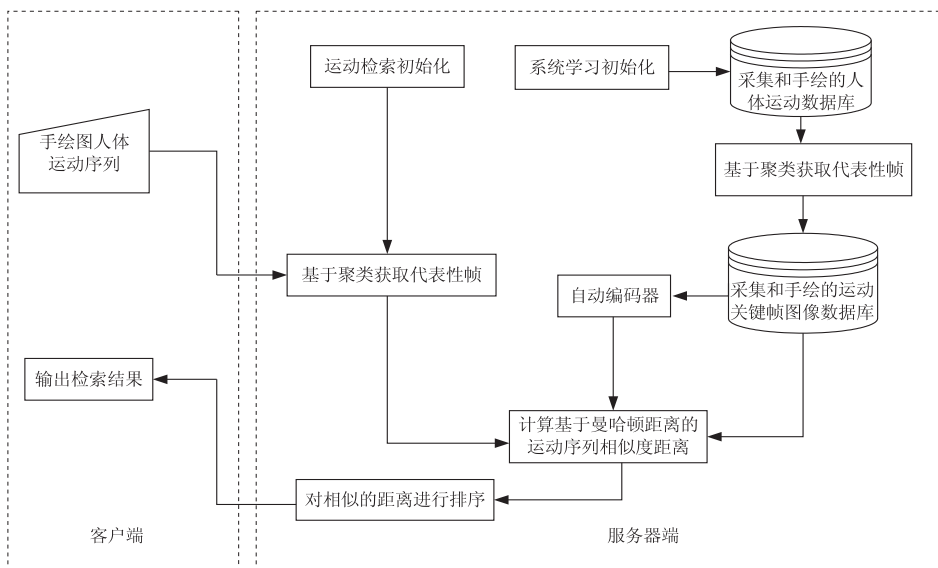 运动检索初始化
系统学习初始化
采集和手绘的人
体运动数据库
手绘图人体
运动序列
基于聚类获取代表性帧
基于聚类获取代表性帧
自动编码器
采集和手绘的运动
关键帧图像数据库
输出检索结果
计算基于曼哈顿距离的
运动序列相似度距离
对相似的距离进行排序
客户端
服务器端